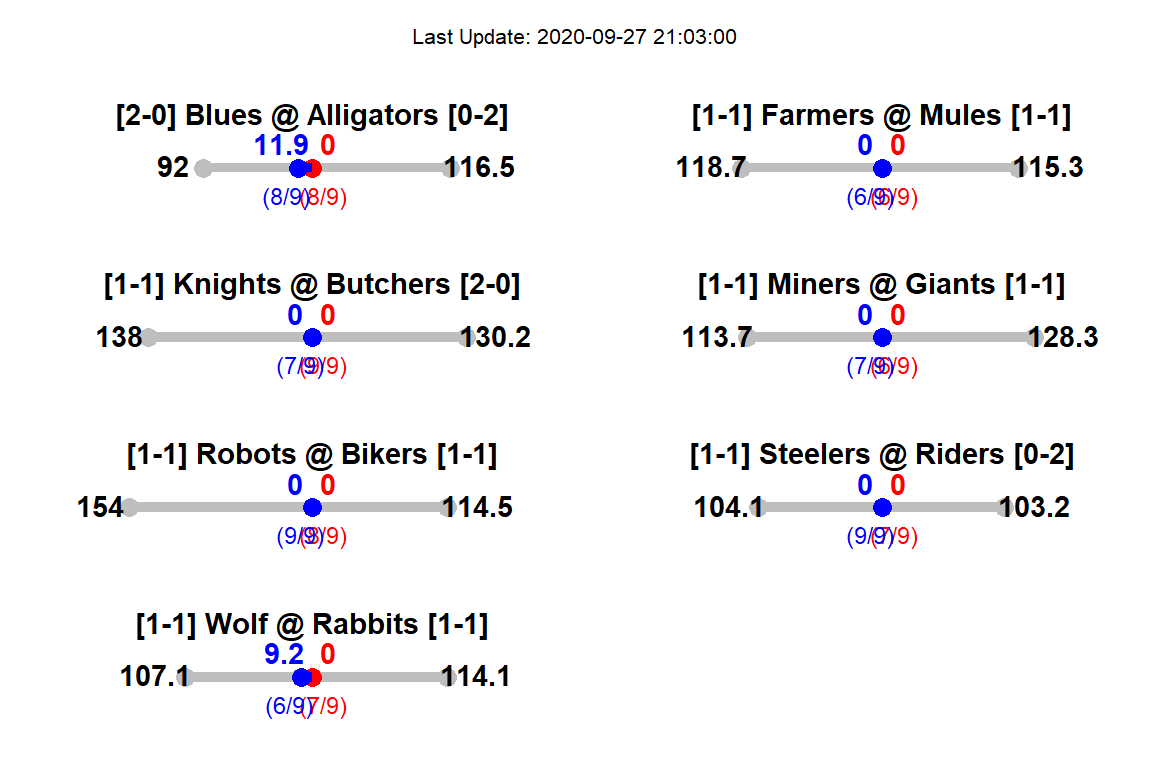 Last Update: 2020-09-27 21:03:00
[2-0] Blues @ Alligators [0-2]
11.9 0
92 116.5
(8/9) (8/9)
[1-1] Farmers @ Mules [1-1]
0 0
118.7 115.3
(6/9) (6/9)
[1-1] Knights @ Butchers [2-0]
0 0
138 130.2
(7/9) (9/9)
[1-1] Miners @ Giants [1-1]
0 0
113.7 128.3
(7/9) (6/9)
[1-1] Robots @ Bikers [1-1]
0 0
154 114.5
(9/9) (8/9)
[1-1] Steelers @ Riders [0-2]
0 0
104.1 103.2
(9/9) (7/9)
[1-1] Wolf @ Rabbits [1-1]
9.2 0
107.1 114.1
(6/9) (7/9)